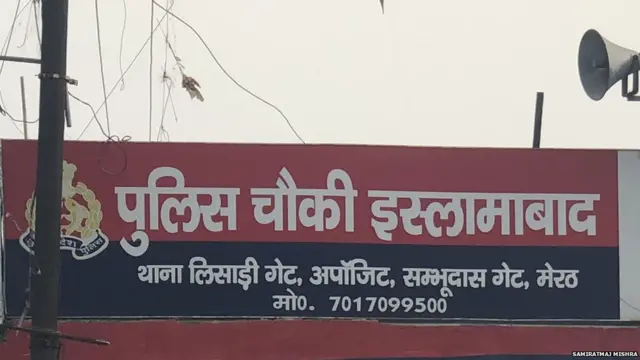 पुलिस चौकी इस्लामाबाद
थाना लिसाड़ी गेट, अपॉजिट, सम्भूदास गेट, मेरठ
मो0. 7017099500
SAMIRATMAJ MISHRA